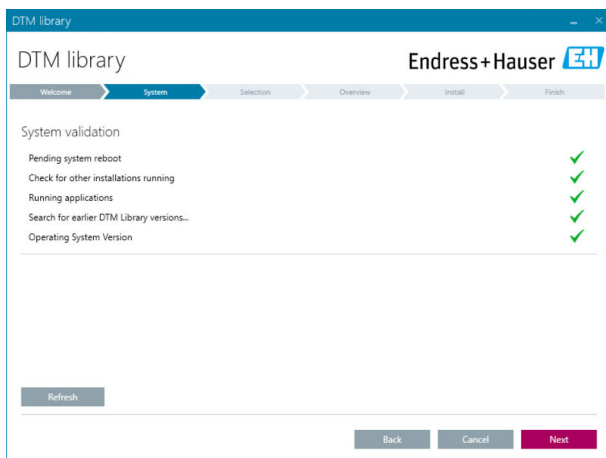 DTM library
DTM library
Endress+Hauser EH
Welcome
System
Selection
Overview
Install
Finish
System validation
Pending system reboot
Check for other installations running
Running applications
Search for earlier DTM Library versions...
Operating System Version
Refresh
Back
Cancel
Next